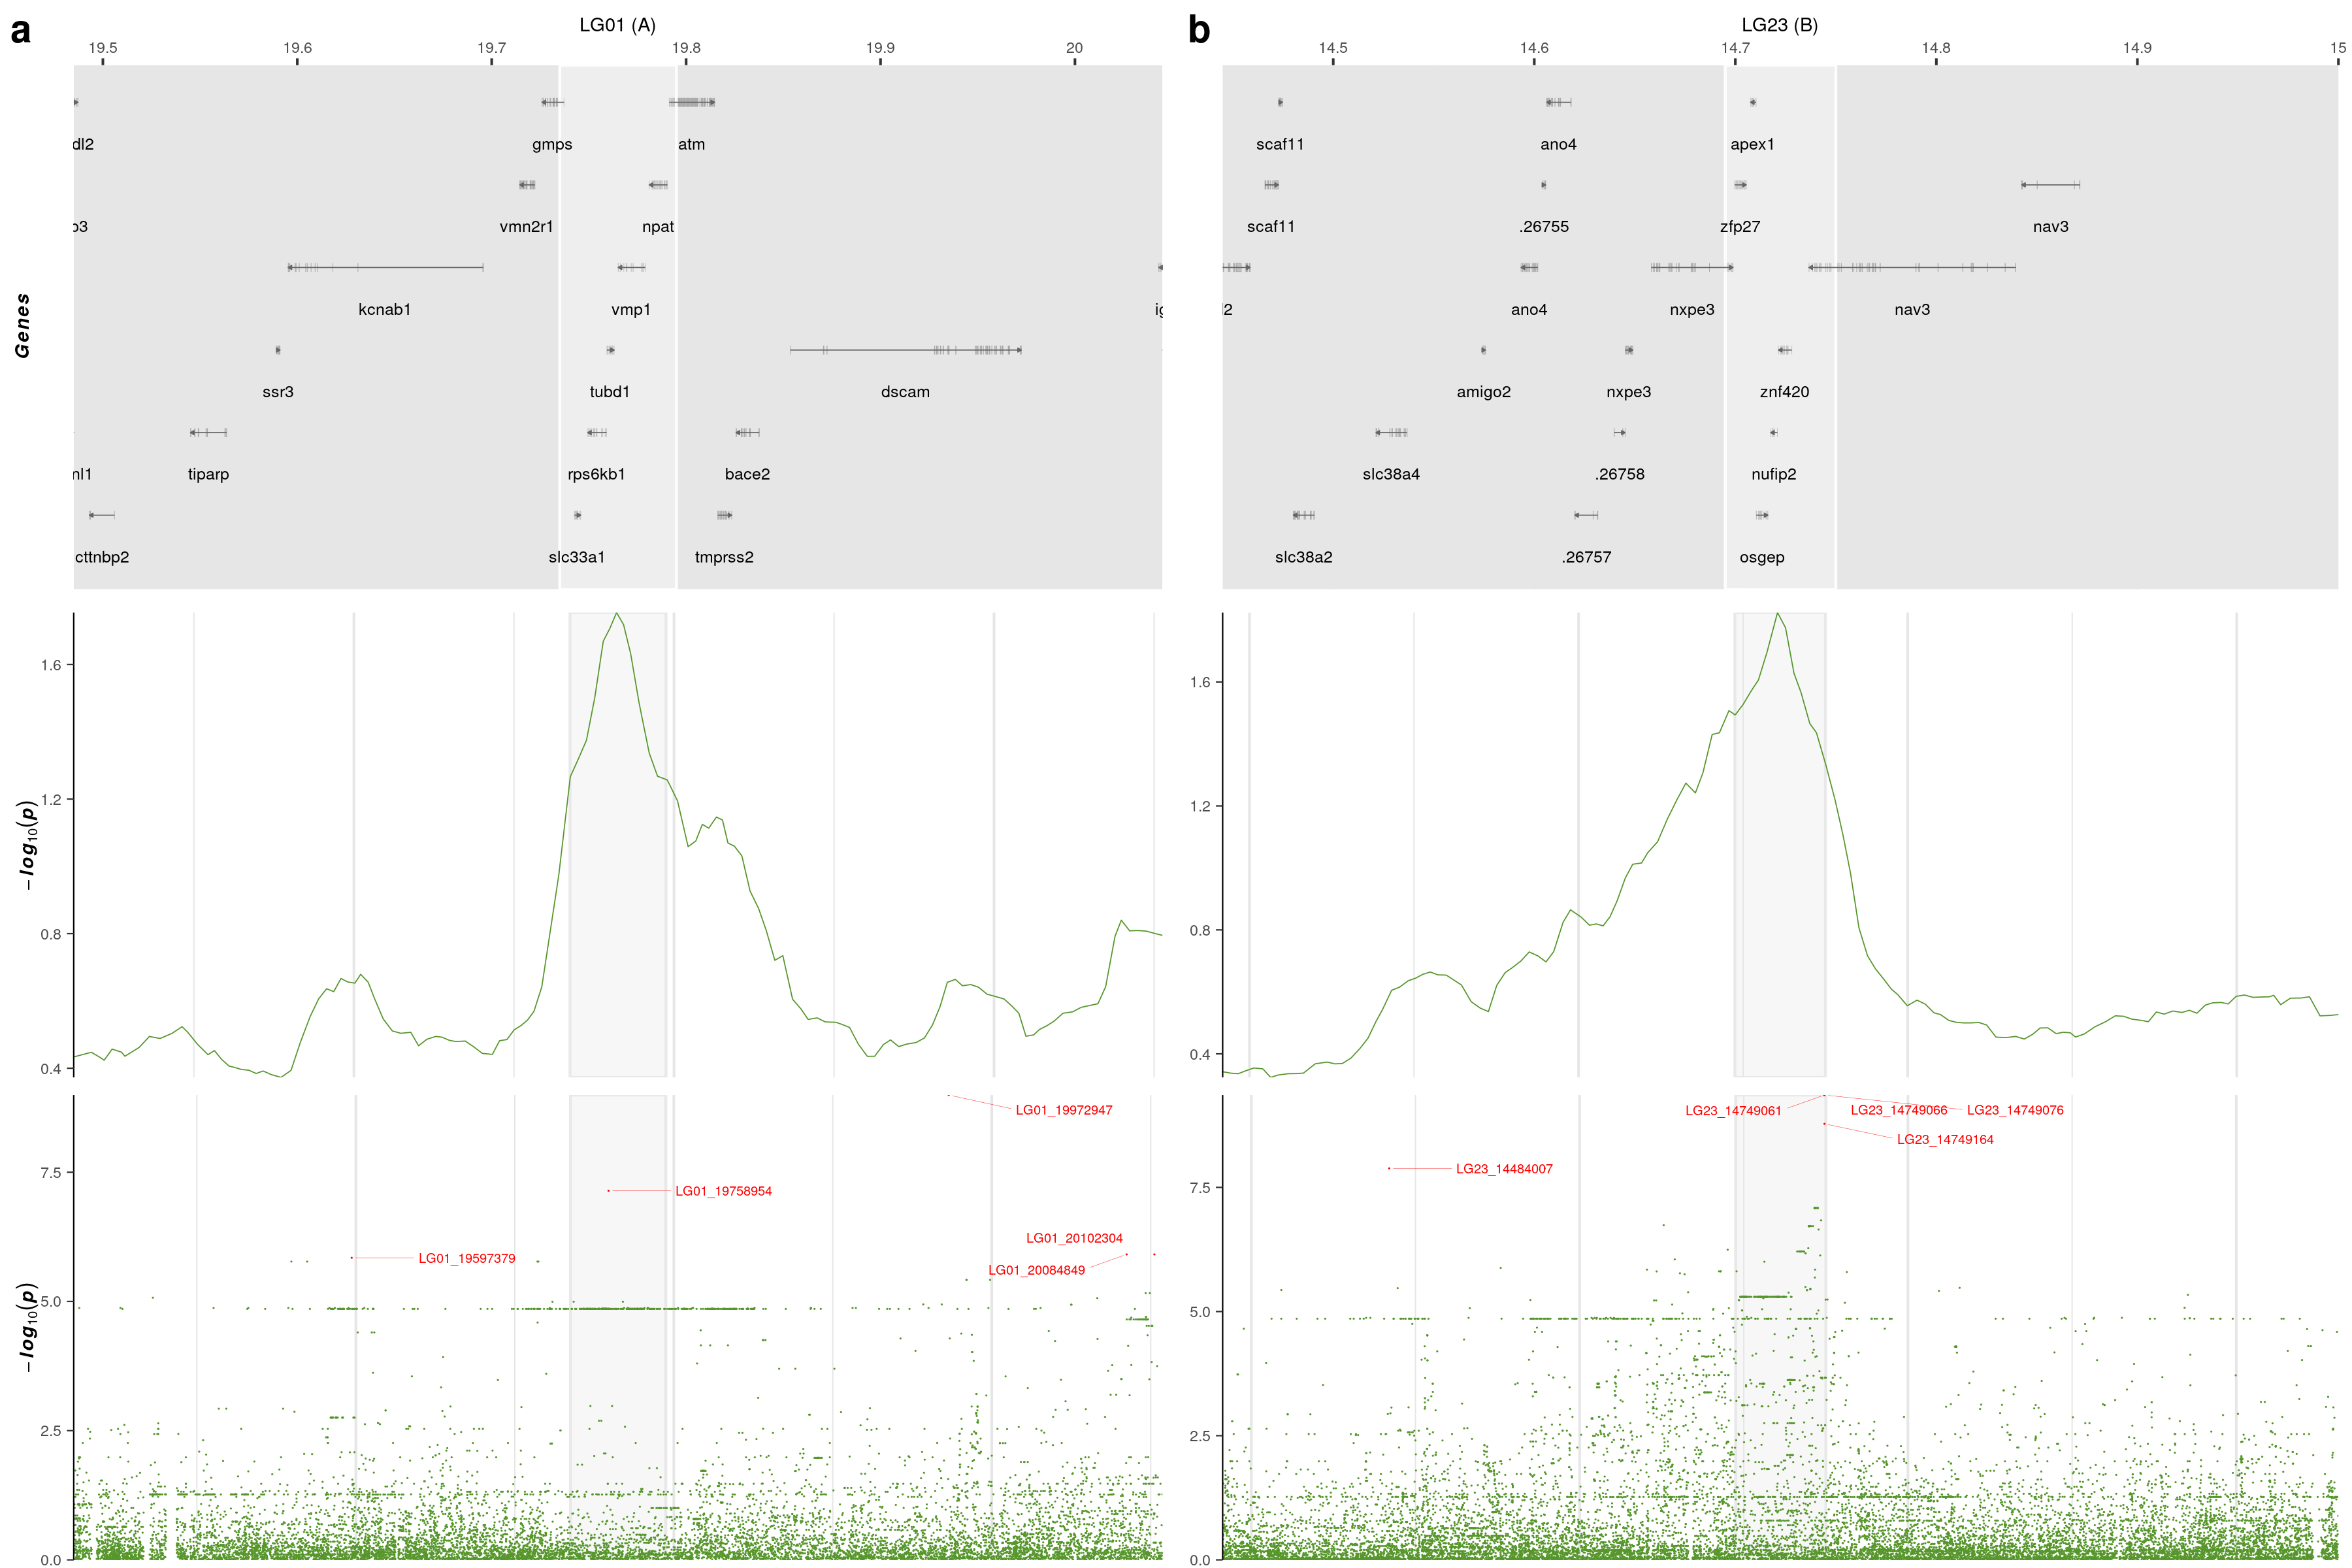 a
LG01 (A)
19.5 19.6 19.7 19.8 19.9 20
Genes
dl2 gmps atm
p3 vmn2r1 npat
kcnab1 vmp1
ssr3 tubd1 dscam
nl1 tiparp rps6kb1 bace2
cttnbp2 slc33a1 tmprss2
1.6
1.2
0.8
0.4
−log10(p)
LG01_19972947
7.5
LG01_19758954
LG01_20102304
LG01_19597379
LG01_20084849
5.0
2.5
0.0
−log10(p)
b
LG23 (B)
14.5 14.6 14.7 14.8 14.9 15
scaf11 ano4 apex1
scaf11 .26755 zfp27 nav3
l2 ano4 nxpe3 nav3
amigo2 nxpe3 znf420
slc38a4 .26758 nufip2
slc38a2 .26757 osgep
1.6
1.2
0.8
0.4
LG23_14749061 LG23_14749066 LG23_14749076
LG23_14749164
LG23_14484007
7.5
5.0
2.5
0.0